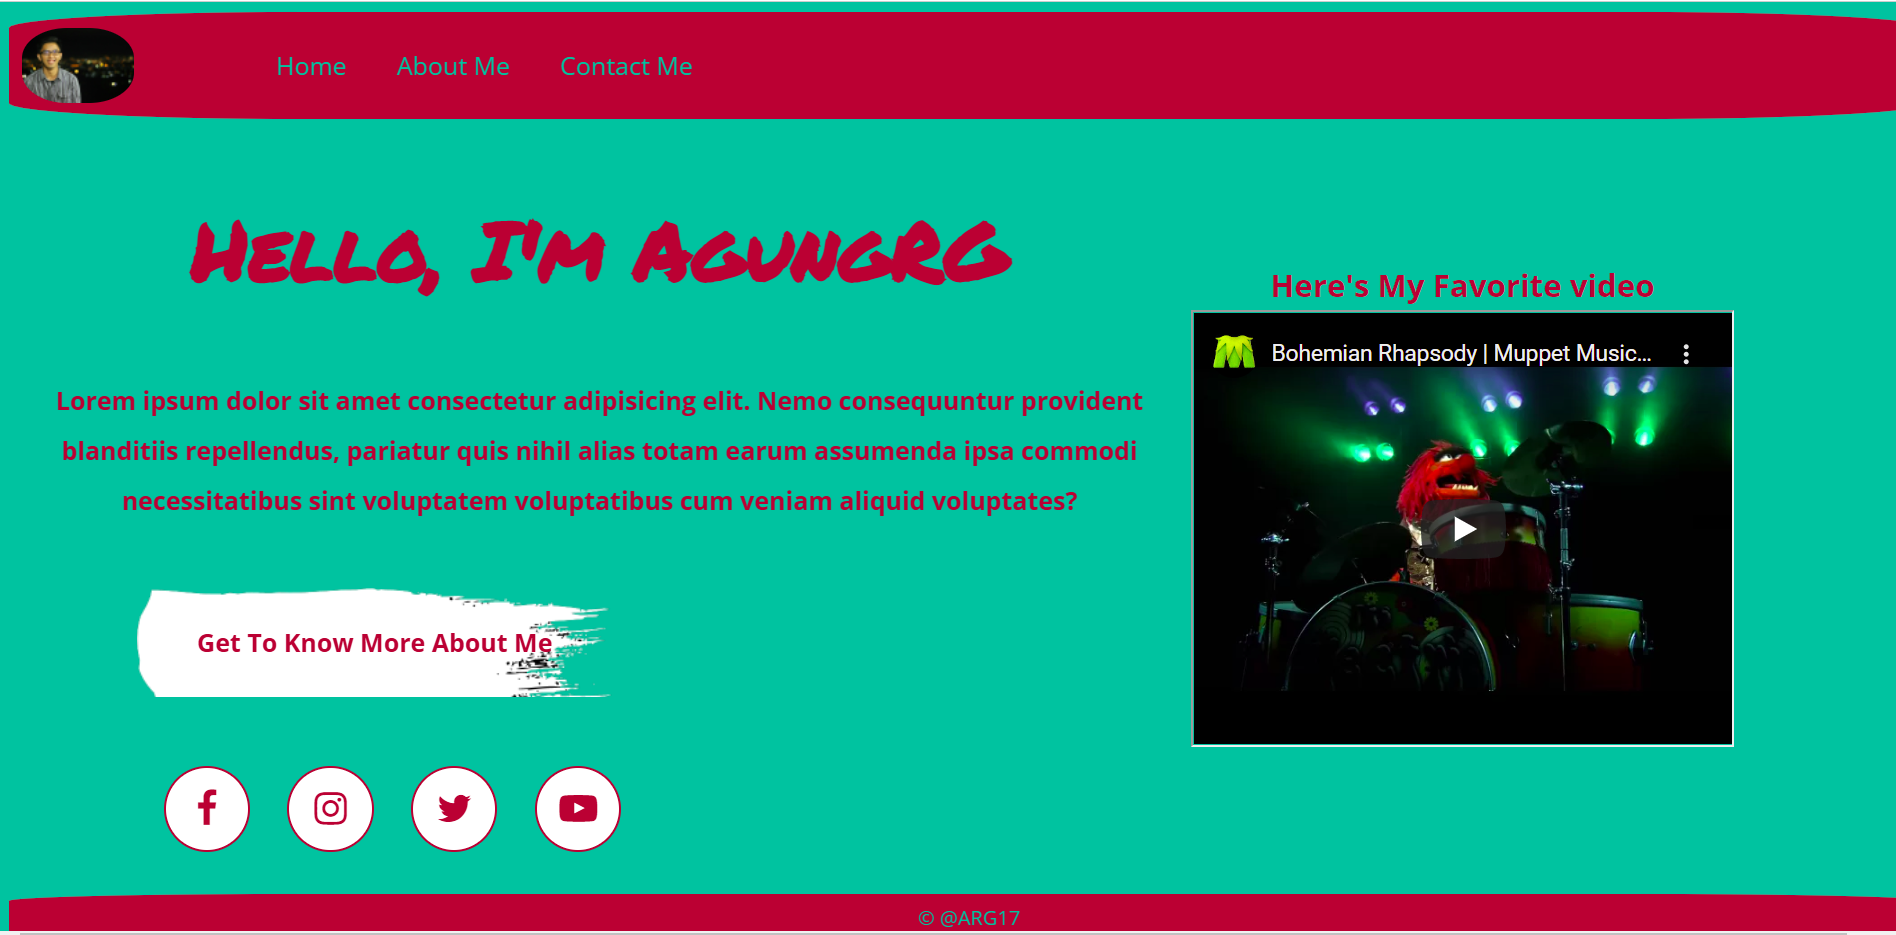 Home About Me Contact Me
Hello, I'm AgungRG
Here's My Favorite video
Bohemian Rhapsody | Muppet Music...
Lorem ipsum dolor sit amet consectetur adipisicing elit. Nemo consequuntur provident
blanditiis repellendus, pariatur quis nihil alias totam earum assumenda ipsa commodi
necessitatibus sint voluptatem voluptatibus cum veniam aliquid voluptates?
Get To Know More About Me
© @ARG17